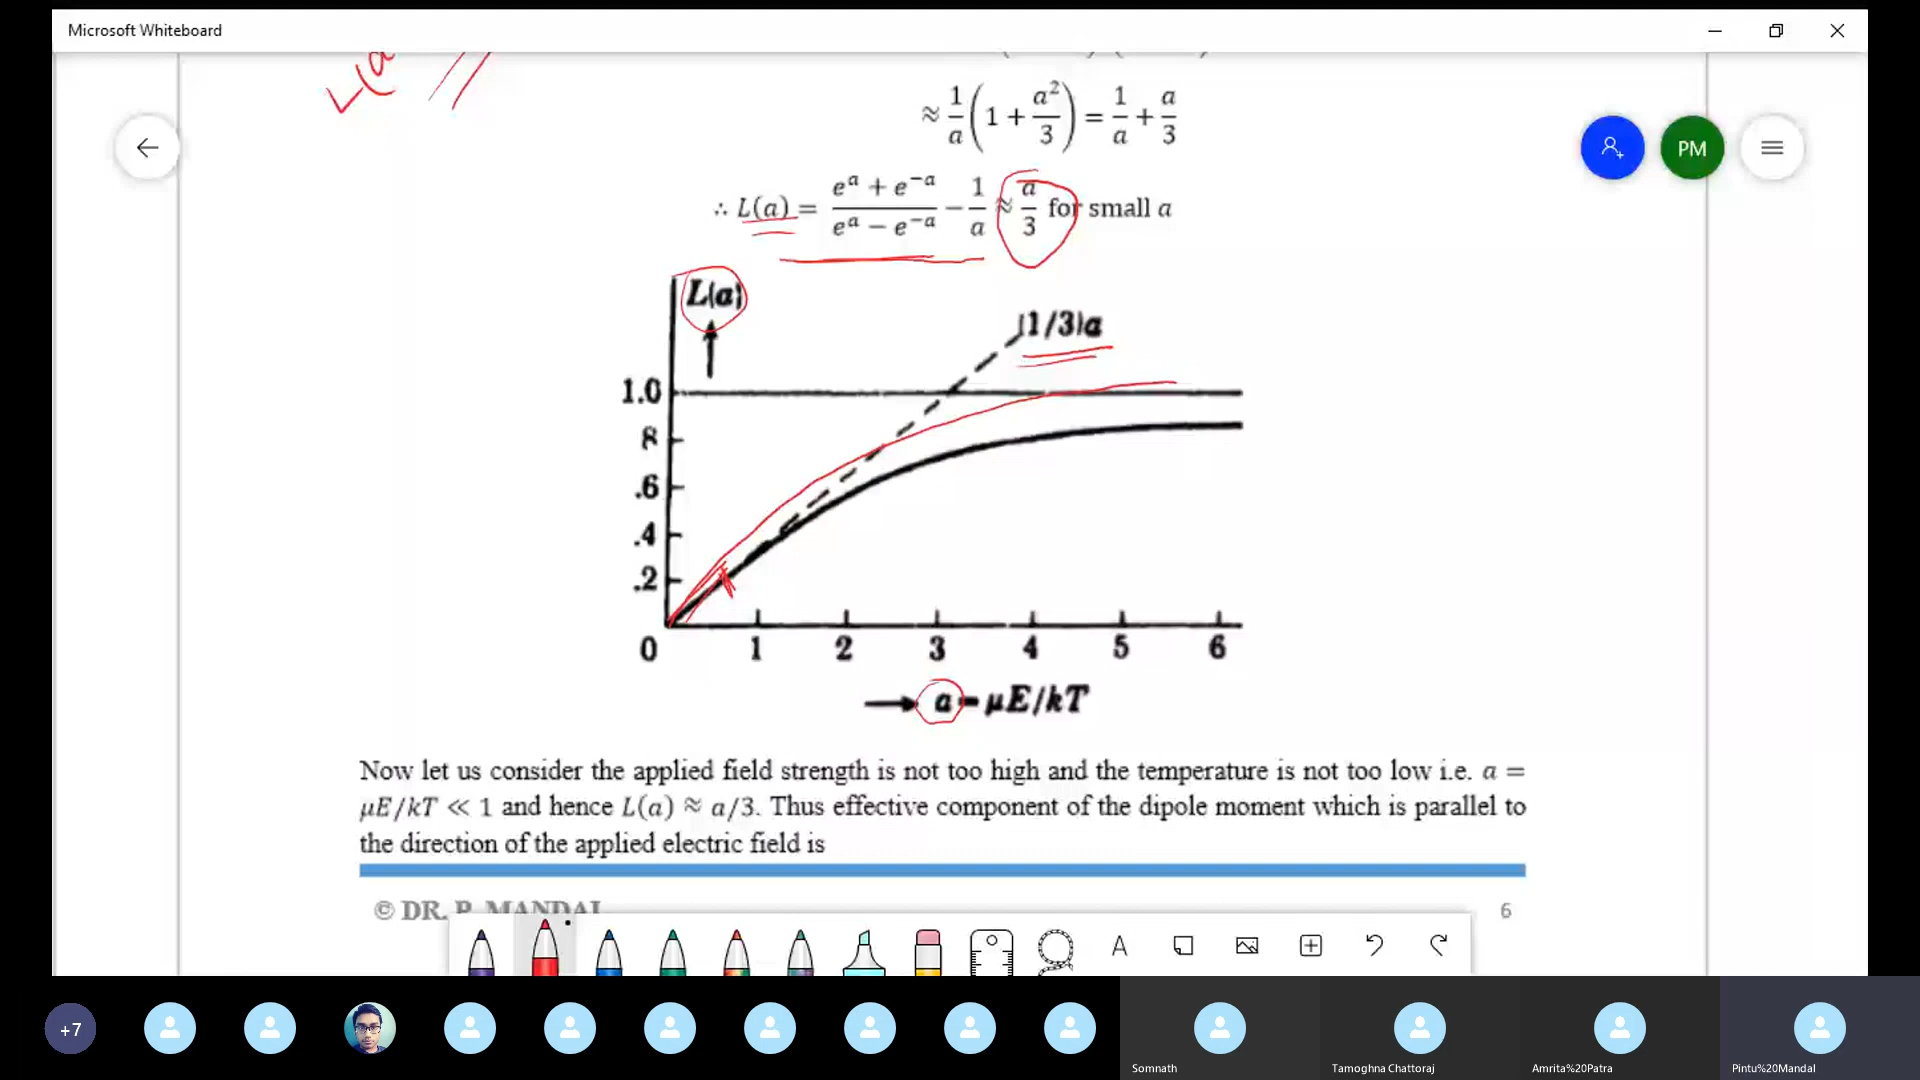 Microsoft Whiteboard
L(a
≈ 1/a (1 + a²/3) = 1/a + a/3
PM
∴ L(a) = (eᵃ + e⁻ᵃ)/(eᵃ − e⁻ᵃ) − 1/a ≈ a/3 for small a
L(a)
(1/3)a
1.0
.8
.6
.4
.2
0 1 2 3 4 5 6
a = μE/kT
Now let us consider the applied field strength is not too high and the temperature is not too low i.e. a =
μE/kT ≪ 1 and hence L(a) ≈ a/3. Thus effective component of the dipole moment which is parallel to
the direction of the applied electric field is
© DR. P. MANDAL
6
A
+7
Somnath
Tamoghna Chattoraj
Amrita%20Patra
Pintu%20Mandal